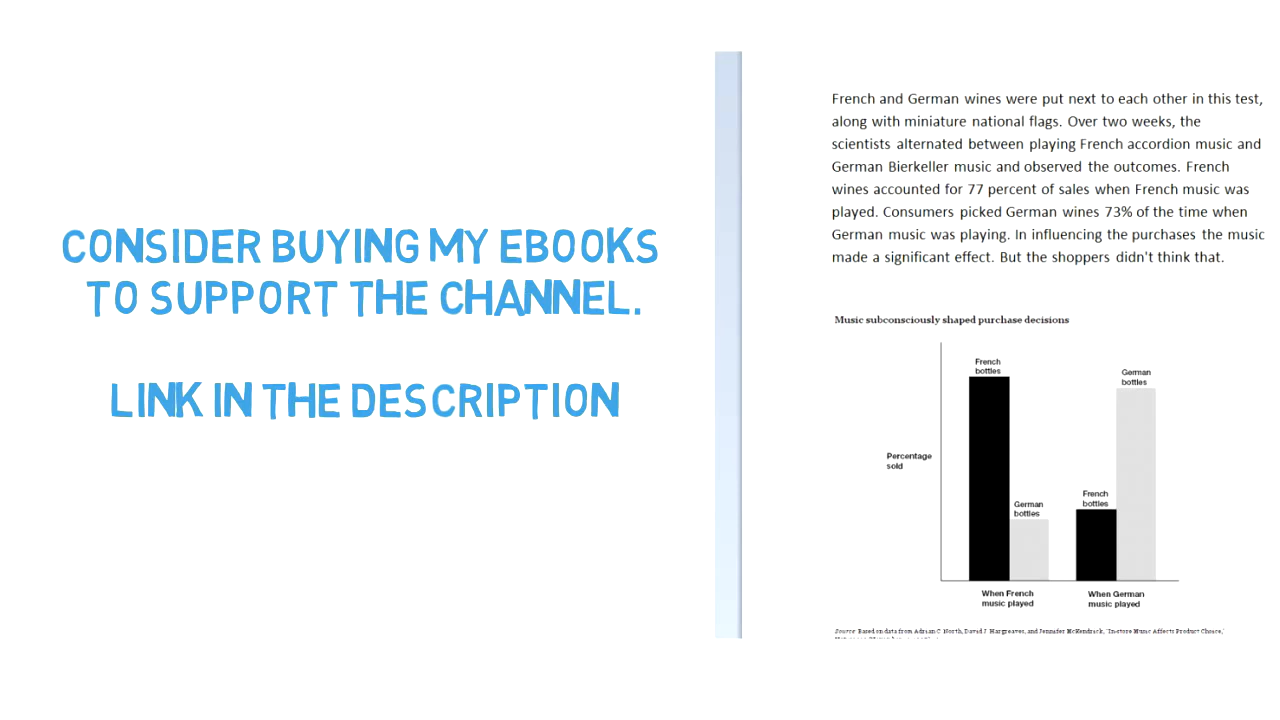 CONSIDER BUYING MY EBOOKS
TO SUPPORT THE CHANNEL.
LINK IN THE DESCRIPTION
French and German wines were put next to each other in this test,
along with miniature national flags. Over two weeks, the
scientists alternated between playing French accordion music and
German Bierkeller music and observed the outcomes. French
wines accounted for 77 percent of sales when French music was
played. Consumers picked German wines 73% of the time when
German music was playing. In influencing the purchases the music
made a significant effect. But the shoppers didn't think that.
Music subconsciously shaped purchase decisions
French
bottles
German
bottles
Percentage
sold
French
bottles
German
bottles
When French
music played
When German
music played
Source: Based on data from Adrian C North, David J Hargreaves, and Jennifer McKendrick, 'In-store Music Affects Product Choice,'